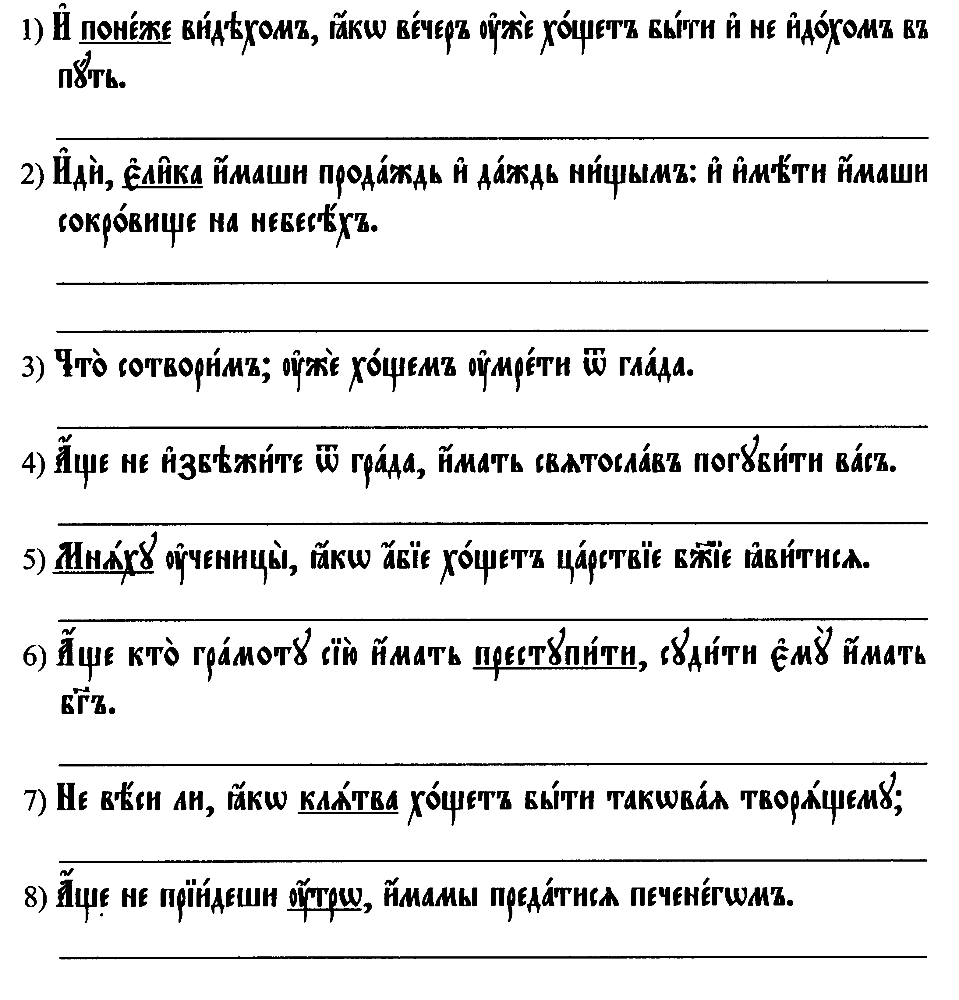 1) И҆ поне́же ви́дѣхомъ, ꙗ҆́кѡ ве́черъ ᲂу҆жѐ хо́щетъ бы́ти и҆ не и҆до́хомъ въ
пꙋ́ть.
2) И҆дѝ, є҆ли̑ка и҆́маши прода́ждь и҆ да́ждь ни́щымъ: и҆ и҆мѣ́ти и҆́маши
сокро́вище на небесѣ́хъ.
3) Что̀ сотвори́мъ; ᲂу҆жѐ хо́щемъ ᲂу҆мре́ти ѿ гла́да.
4) А҆́ще не и҆збѣжи́те ѿ гра́да, и҆́мать свѧтосла́въ погꙋби́ти ва́съ.
5) Мнѧ́хꙋ ᲂу҆ченицы̀, ꙗ҆́кѡ а҆́бїе хо́щетъ ца́рствїе бж҃їе ꙗ҆ви́тисѧ.
6) А҆́ще кто̀ гра́мотꙋ сїю̀ и҆́мать престꙋпи́ти, сꙋди́ти є҆мꙋ̀ и҆́мать
бг҃ъ.
7) Не вѣ́си ли, ꙗ҆́кѡ клѧ́тва хо́щетъ бы́ти такѡва́ѧ творѧ́щемꙋ;
8) А҆́ще не прїи́деши ᲂу҆́трѡ, и҆́мамы преда́тисѧ печене́гѡмъ.